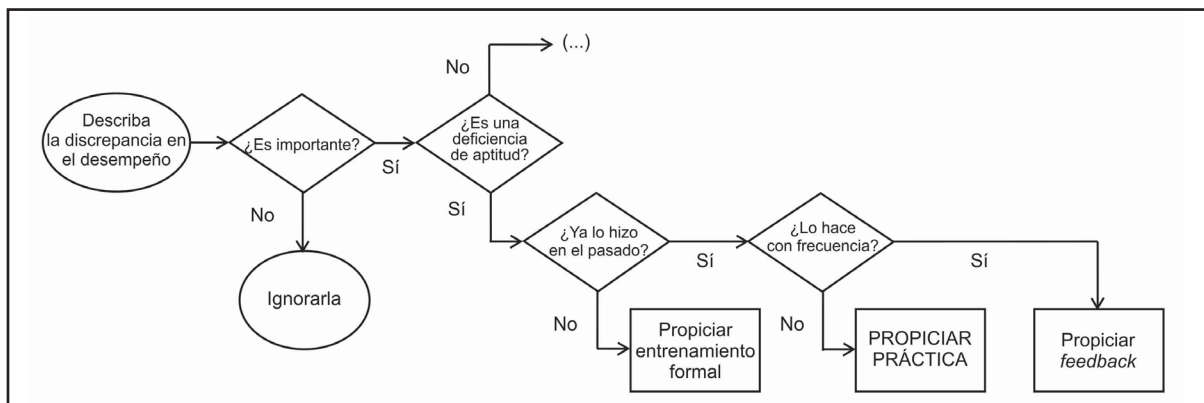 Describa
la discrepancia en
el desempeño
¿Es importante?
No
Ignorarla
Sí
¿Es una
deficiencia
de aptitud?
No
(...)
Sí
¿Ya lo hizo
en el pasado?
No
Propiciar
entrenamiento
formal
Sí
¿Lo hace
con frecuencia?
No
PROPICIAR
PRÁCTICA
Sí
Propiciar
feedback